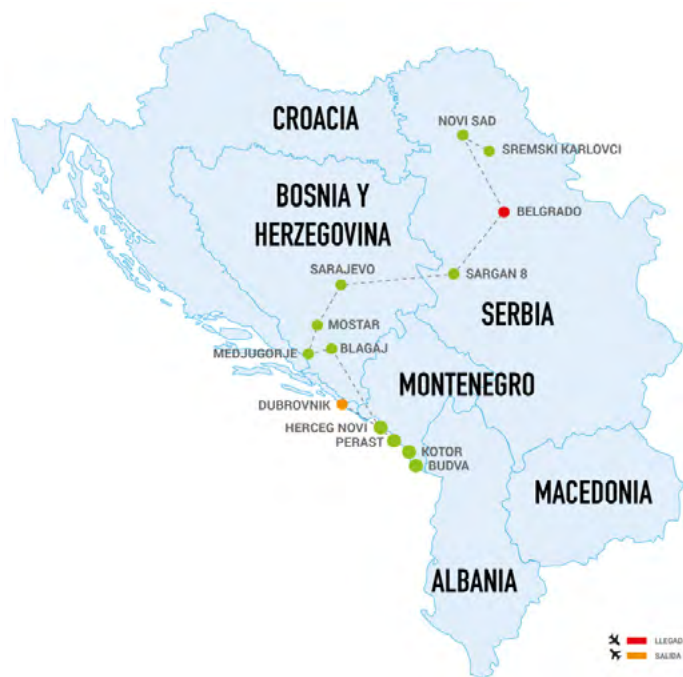 CROACIA
NOVI SAD
SREMSKI KARLOVCI
BOSNIA Y
HERZEGOVINA
BELGRADO
SARAJEVO
SARGAN 8
SERBIA
MOSTAR
BLAGAJ
MEDJUGORJE
MONTENEGRO
DUBROVNIK
HERCEG NOVI
PERAST
KOTOR
BUDVA
MACEDONIA
ALBANIA
LLEGAD
SALIDA